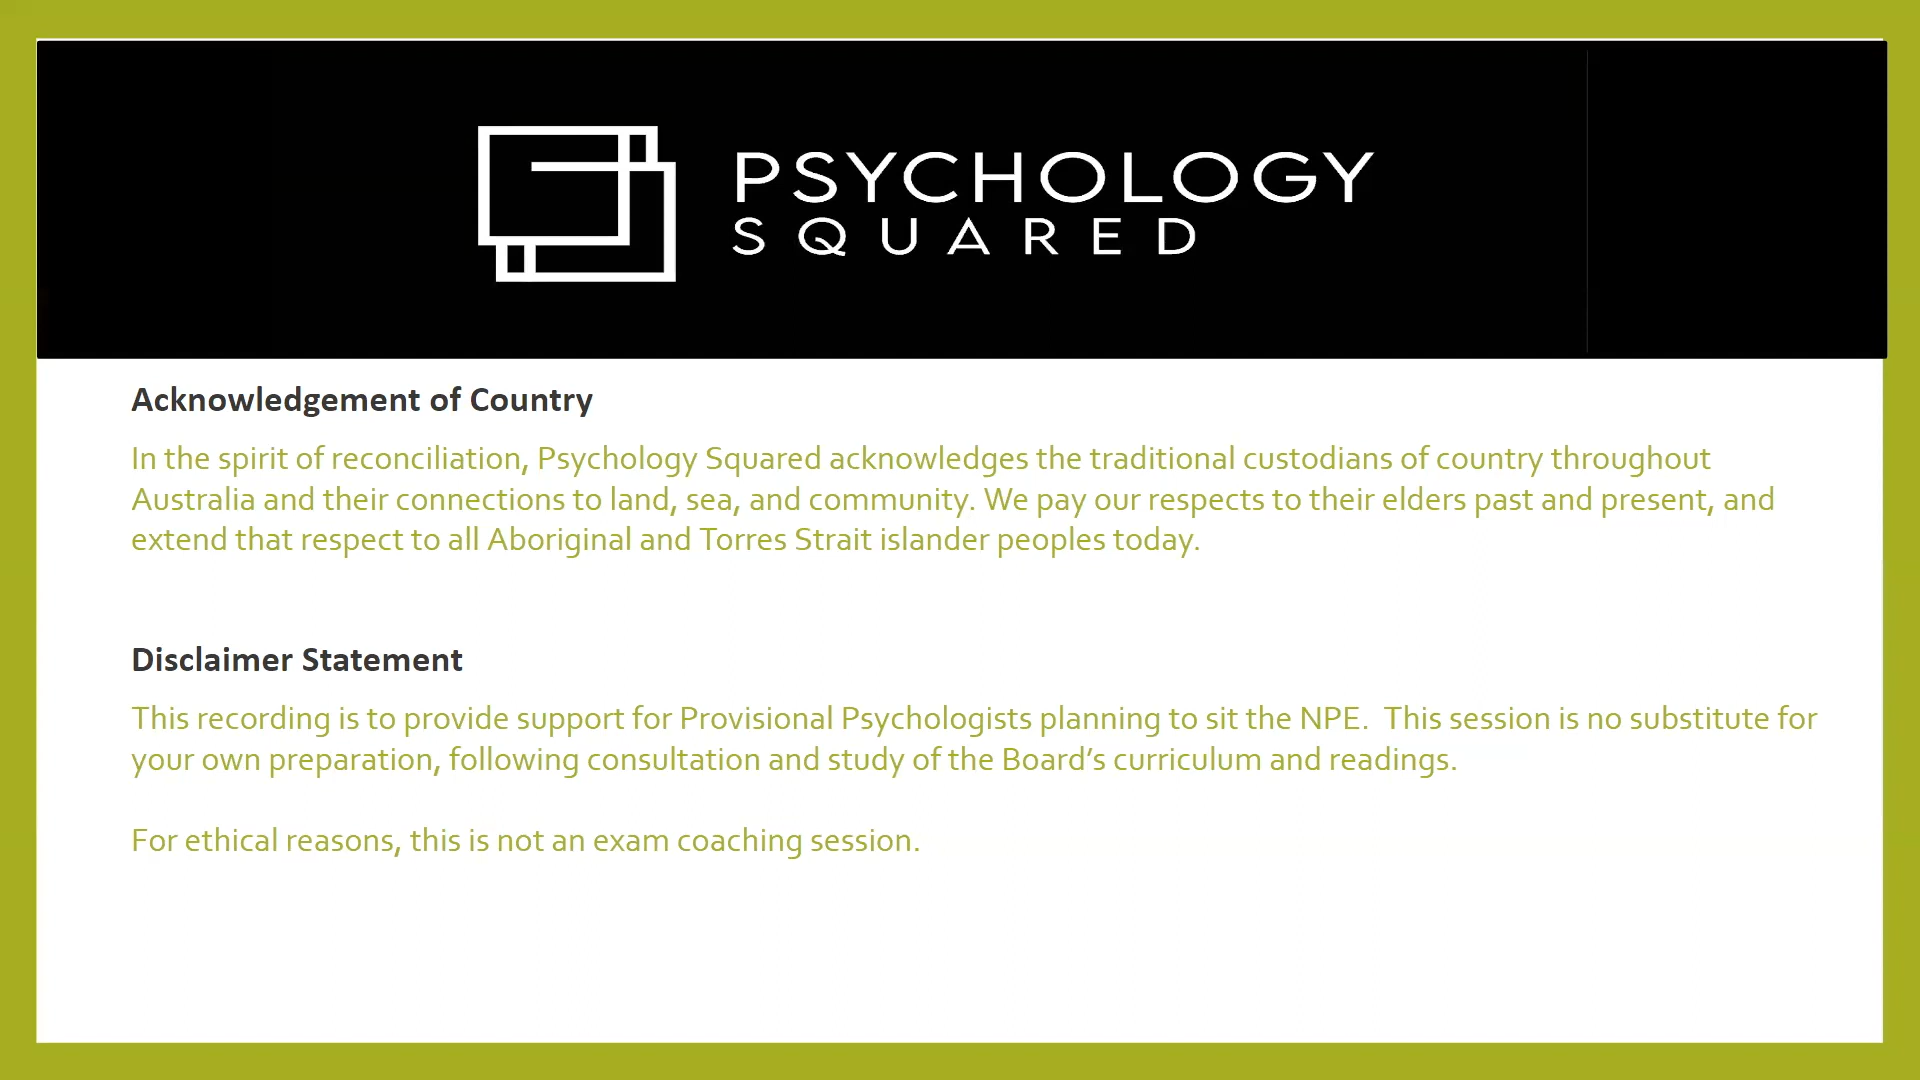 PSYCHOLOGY
SQUARED
Acknowledgement of Country
In the spirit of reconciliation, Psychology Squared acknowledges the traditional custodians of country throughout
Australia and their connections to land, sea, and community. We pay our respects to their elders past and present, and
extend that respect to all Aboriginal and Torres Strait islander peoples today.
Disclaimer Statement
This recording is to provide support for Provisional Psychologists planning to sit the NPE.  This session is no substitute for
your own preparation, following consultation and study of the Board’s curriculum and readings.
For ethical reasons, this is not an exam coaching session.